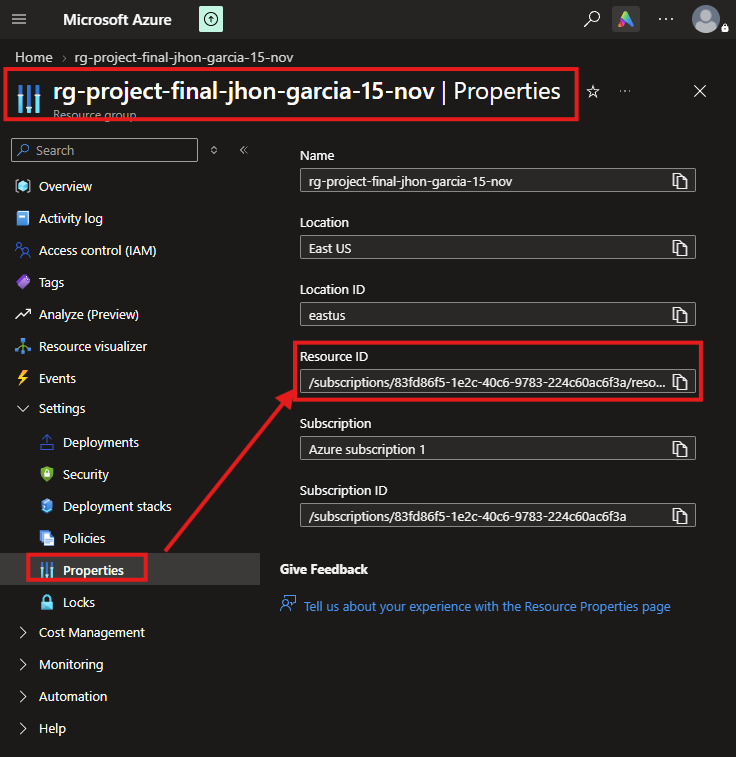 Microsoft Azure
Home > rg-project-final-jhon-garcia-15-nov
rg-project-final-jhon-garcia-15-nov | Properties
Resource group
Search
Overview
Activity log
Access control (IAM)
Tags
Analyze (Preview)
Resource visualizer
Events
Settings
Deployments
Security
Deployment stacks
Policies
Properties
Locks
Cost Management
Monitoring
Automation
Help
Name
rg-project-final-jhon-garcia-15-nov
Location
East US
Location ID
eastus
Resource ID
/subscriptions/83fd86f5-1e2c-40c6-9783-224c60ac6f3a/reso...
Subscription
Azure subscription 1
Subscription ID
/subscriptions/83fd86f5-1e2c-40c6-9783-224c60ac6f3a
Give Feedback
Tell us about your experience with the Resource Properties page